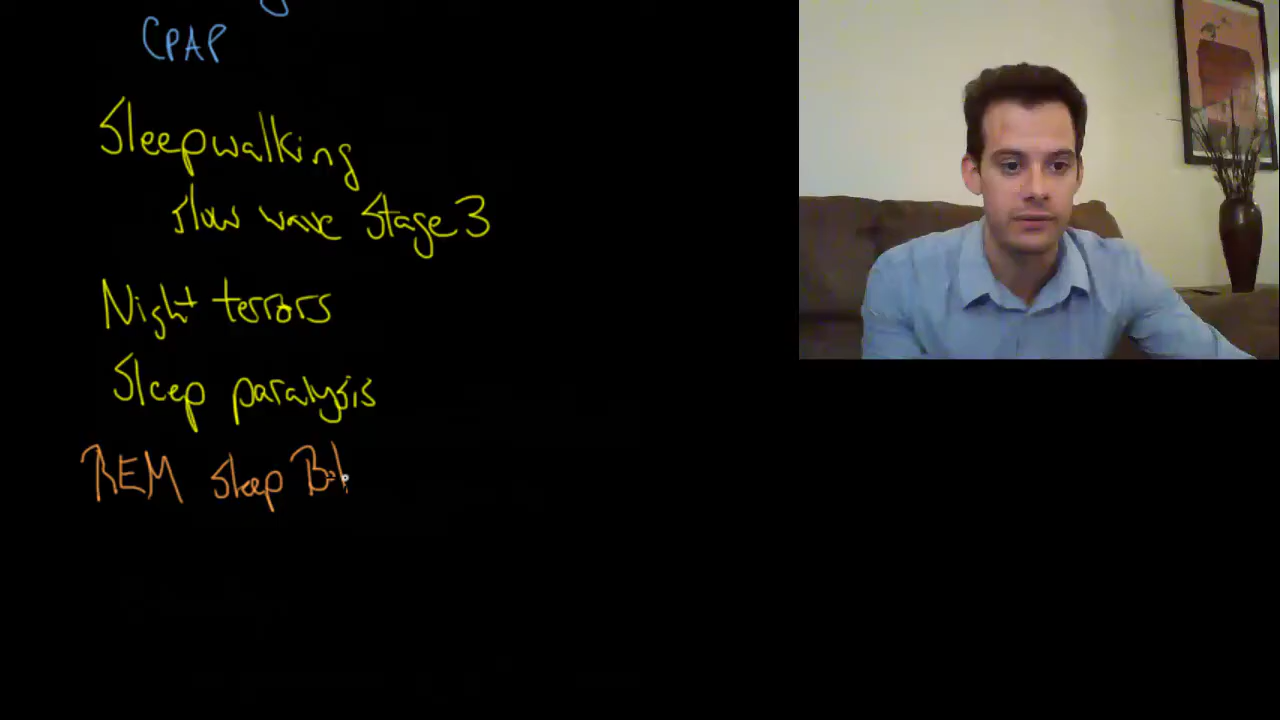 CPAP
Sleepwalking
slow wave Stage 3
Night terrors
Sleep paralysis
REM Sleep